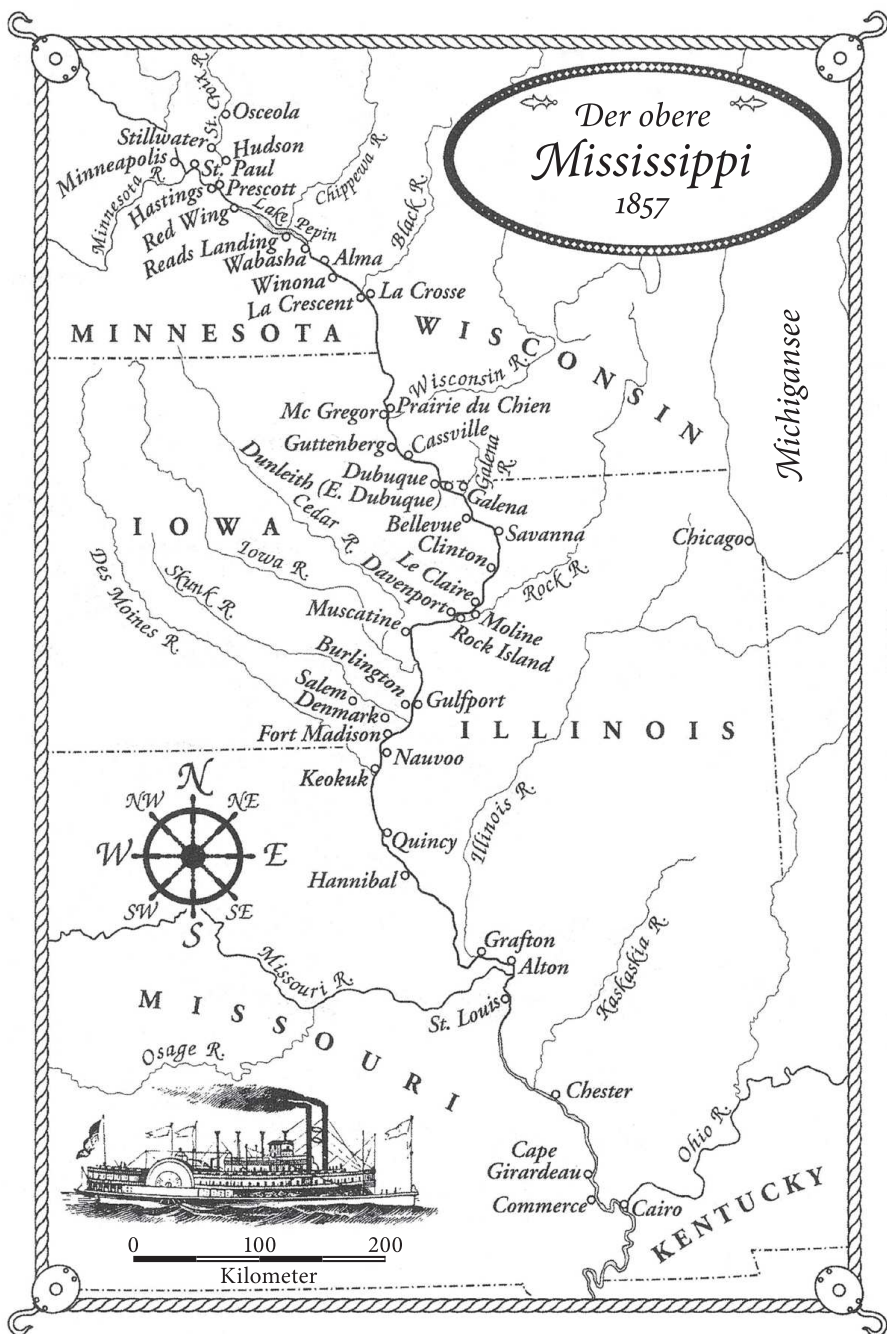 Der obere
Mississippi
1857
St. Croix R.
Osceola
Stillwater
Hudson
Minneapolis
St. Paul
Minnesota R.
Hastings
Prescott
Chippewa R.
Red Wing
Lake Pepin
Black R.
Reads Landing
Wabasha
Alma
Winona
La Crosse
La Crescent
MINNESOTA
WISCONSIN
Michigansee
Wisconsin R.
Mc Gregor
Prairie du Chien
Guttenberg
Cassville
Galena R.
Dubuque
Dunleith (E. Dubuque)
Galena
Cedar R.
Bellevue
Savanna
IOWA
Clinton
Chicago
Iowa R.
Le Claire
Rock R.
Skunk R.
Davenport
Des Moines R.
Muscatine
Moline
Rock Island
Burlington
Salem
Gulfport
Denmark
ILLINOIS
Fort Madison
Nauvoo
Keokuk
N
NW
NE
W
E
SW
SE
S
Illinois R.
Quincy
Hannibal
Grafton
Alton
Kaskaskia R.
Missouri R.
St. Louis
MISSOURI
Osage R.
Chester
Ohio R.
Cape
Girardeau
Commerce
Cairo
KENTUCKY
0 100 200
Kilometer